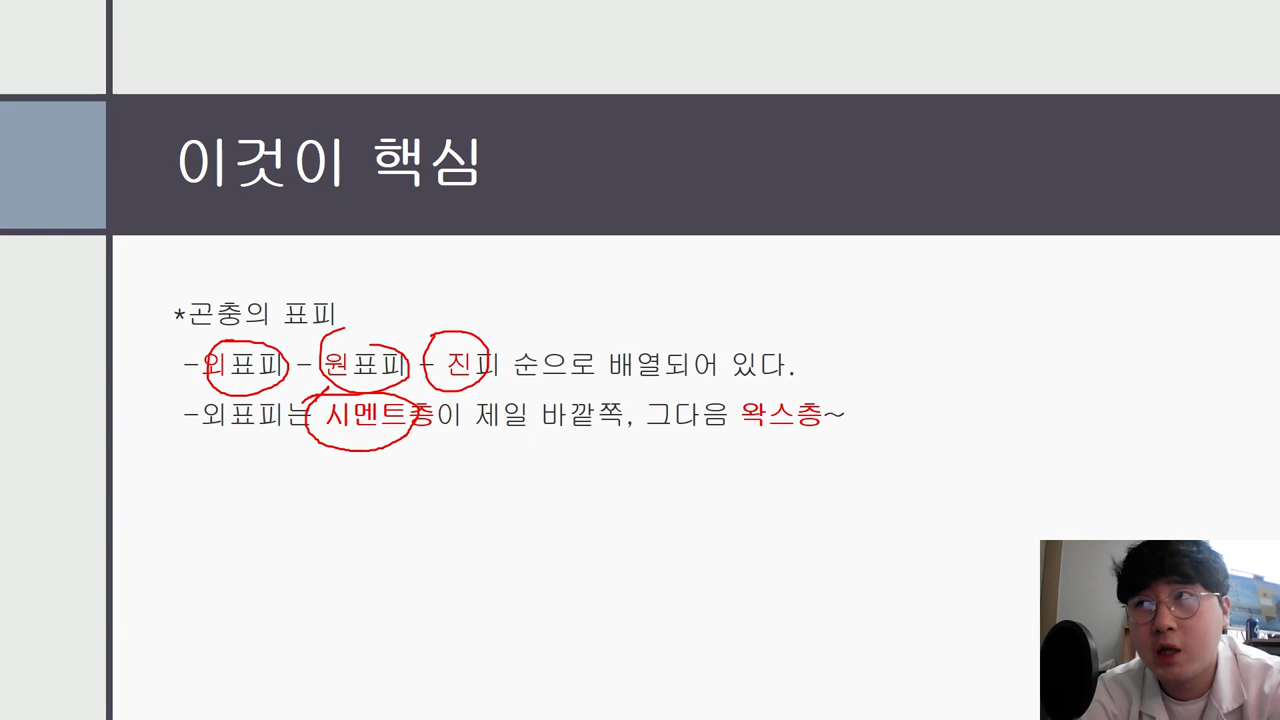 이것이 핵심
*곤충의 표피
-외표피 - 원표피 - 진피 순으로 배열되어 있다.
-외표피는 시멘트층이 제일 바깥쪽, 그다음 왁스층~